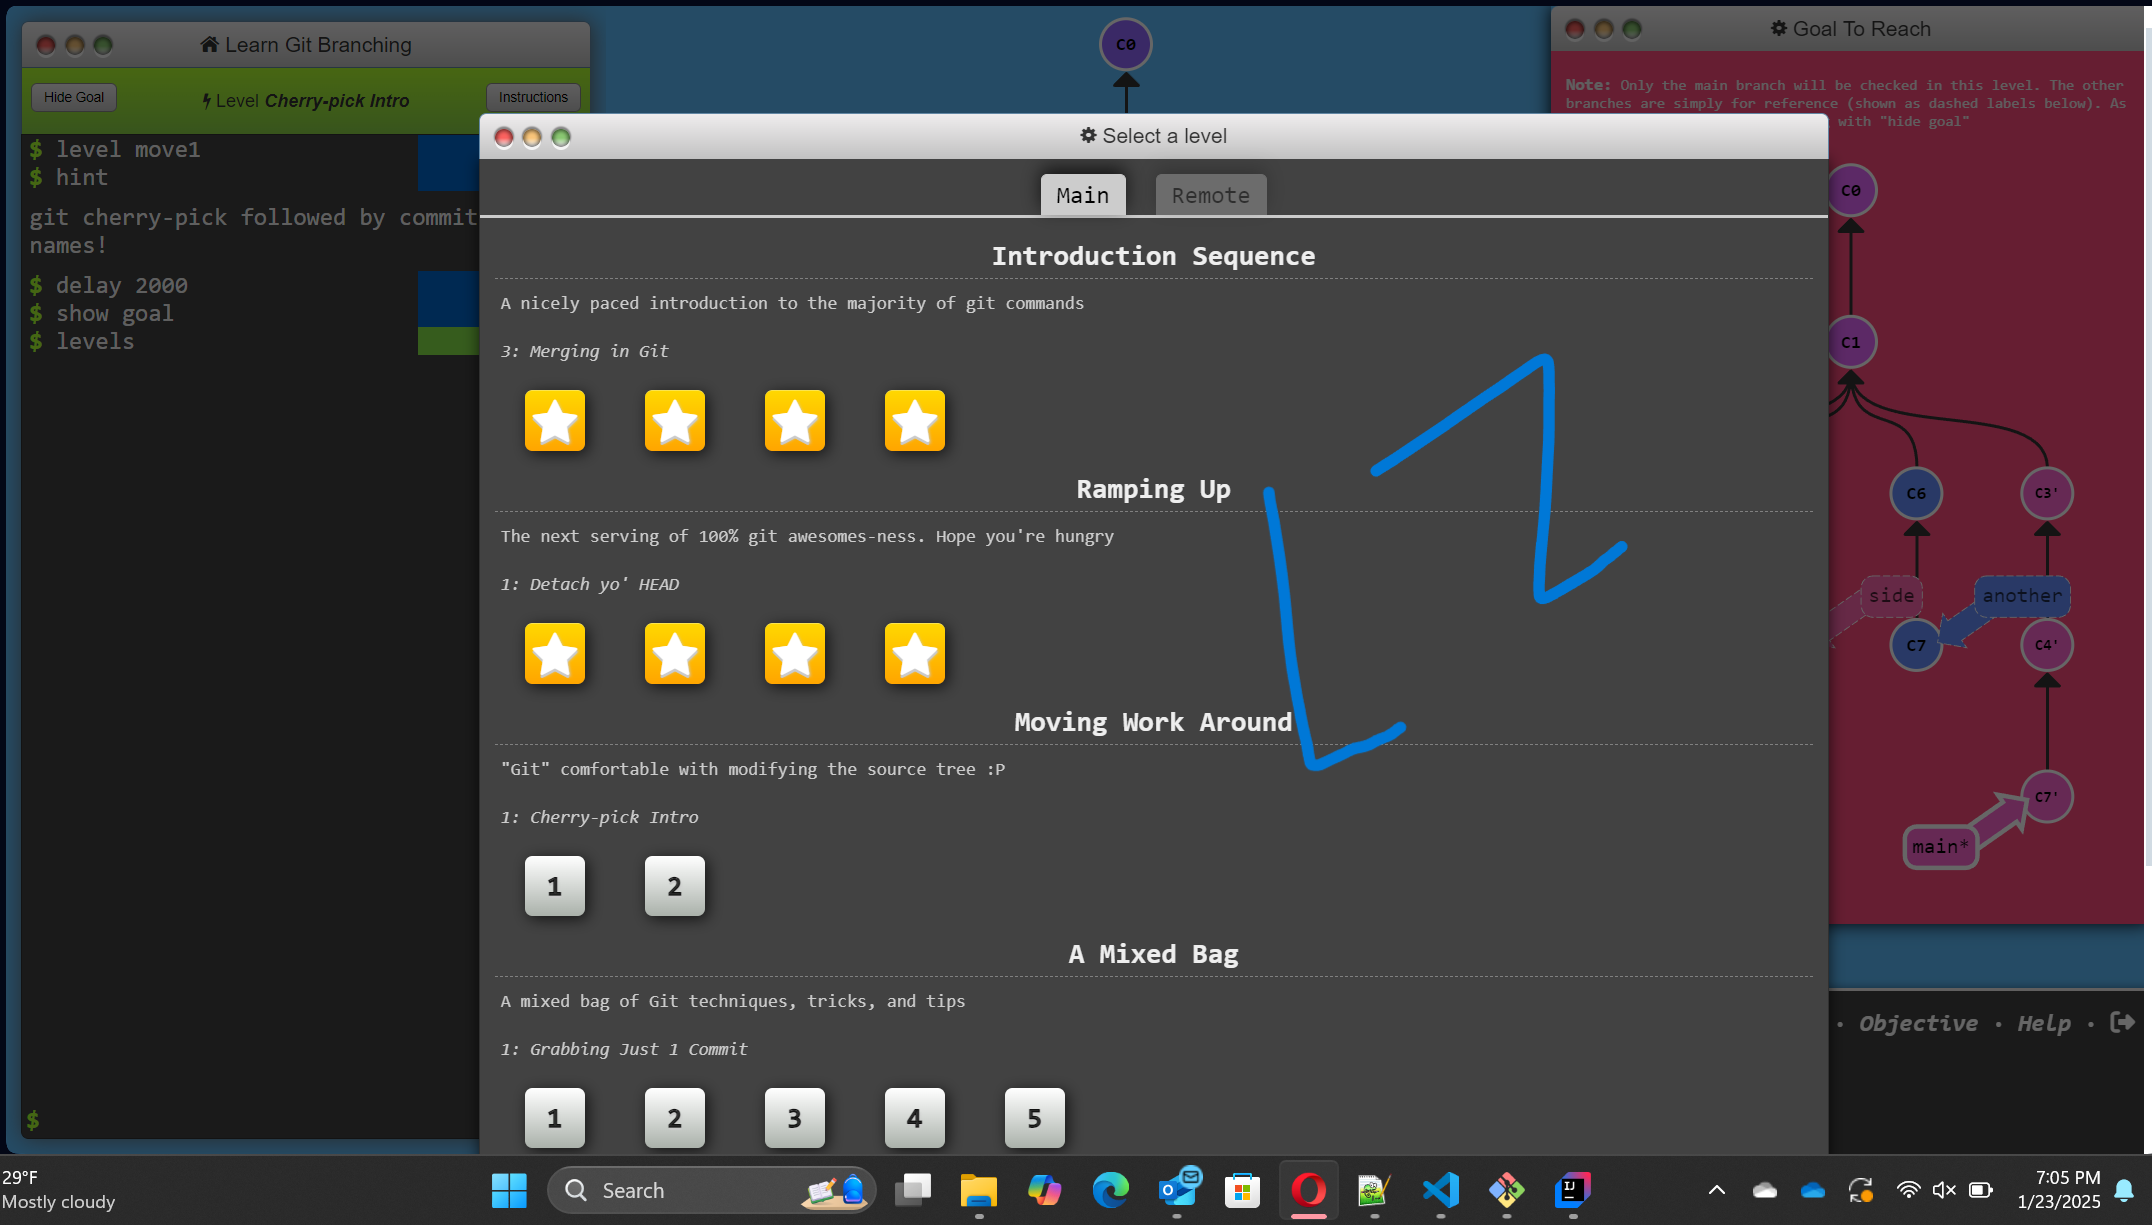 Learn Git Branching
Hide Goal
Level Cherry-pick Intro
Instructions
$ level move1
$ hint
git cherry-pick followed by commit
names!
$ delay 2000
$ show goal
$ levels
$
C0
Select a level
Main
Remote
Introduction Sequence
A nicely paced introduction to the majority of git commands
3: Merging in Git
Ramping Up
The next serving of 100% git awesomes-ness. Hope you're hungry
1: Detach yo' HEAD
Moving Work Around
"Git" comfortable with modifying the source tree :P
1: Cherry-pick Intro
1 2
A Mixed Bag
A mixed bag of Git techniques, tricks, and tips
1: Grabbing Just 1 Commit
1 2 3 4 5
Goal To Reach
Note: Only the main branch will be checked in this level. The other
branches are simply for reference (shown as dashed labels below). As
with "hide goal"
C0
C1
C6 C3'
side another
C7 C4'
C7'
main*
• Objective • Help •
29°F
Mostly cloudy
Search
7:05 PM
1/23/2025